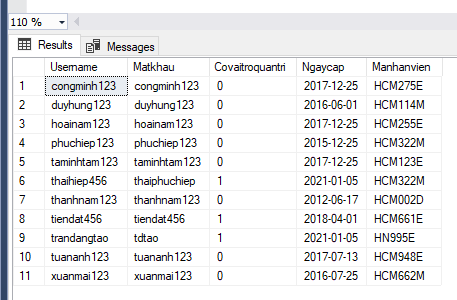 110 %
Results Messages
Username Matkhau Covaitroquantri Ngaycap Manhanvien
1 congminh123 congminh123 0 2017-12-25 HCM275E
2 duyhung123 duyhung123 0 2016-06-01 HCM114M
3 hoainam123 hoainam123 0 2017-12-25 HCM255E
4 phuchiep123 phuchiep123 0 2015-12-25 HCM322M
5 taminhtam123 taminhtam123 0 2017-12-25 HCM123E
6 thaihiep456 thaiphuchiep 1 2021-01-05 HCM322M
7 thanhnam123 thanhnam123 0 2012-06-17 HCM002D
8 tiendat456 tiendat456 1 2018-04-01 HCM661E
9 trandangtao tdtao 1 2021-01-05 HN995E
10 tuananh123 tuananh123 0 2017-07-13 HCM948E
11 xuanmai123 xuanmai123 0 2016-07-25 HCM662M